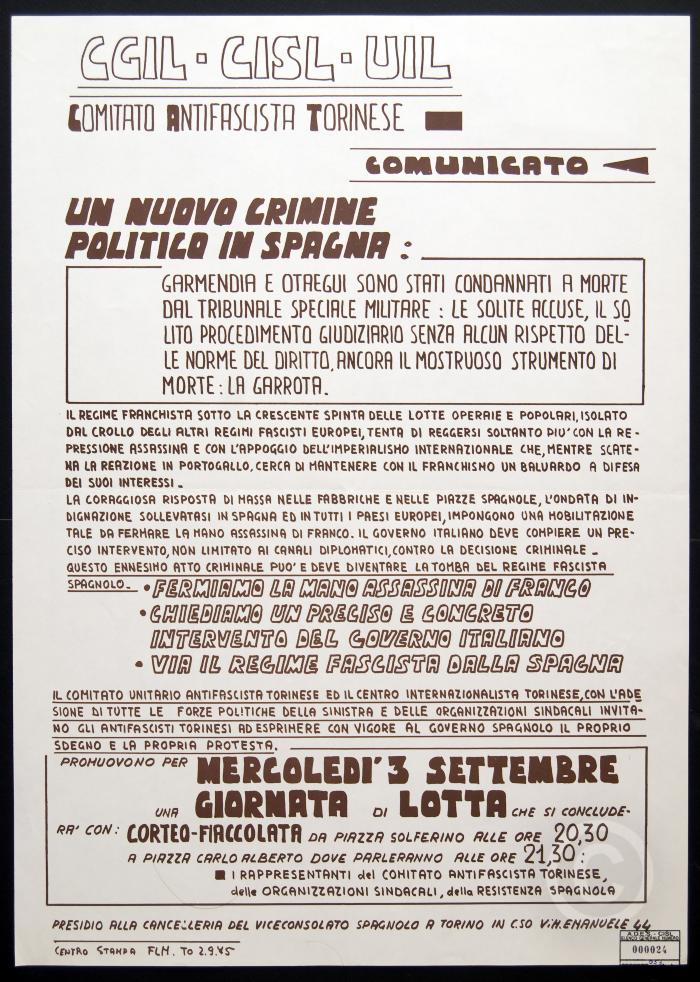 CGIL · CISL · UIL
COMITATO ANTIFASCISTA TORINESE
COMUNICATO
UN NUOVO CRIMINE
POLITICO IN SPAGNA :
GARMENDIA E OTAEGUI SONO STATI CONDANNATI A MORTE
DAL TRIBUNALE SPECIALE MILITARE : LE SOLITE ACCUSE, IL SO
LITO PROCEDIMENTO GIUDIZIARIO SENZA ALCUN RISPETTO DEL-
LE NORME DEL DIRITTO, ANCORA IL MOSTRUOSO STRUMENTO DI
MORTE : LA GARROTA.
IL REGIME FRANCHISTA SOTTO LA CRESCENTE SPINTA DELLE LOTTE OPERAIE E POPOLARI, ISOLATO
DAL CROLLO DEGLI ALTRI REGIMI FASCISTI EUROPEI, TENTA DI REGGERSI SOLTANTO PIU' CON LA RE-
PRESSIONE ASSASSINA E CON L'APPOGGIO DELL'IMPERIALISMO INTERNAZIONALE CHE, MENTRE SCATE-
NA LA REAZIONE IN PORTOGALLO, CERCA DI MANTENERE CON IL FRANCHISMO UN BALUARDO A DIFESA
DEI SUOI INTERESSI.
LA CORAGGIOSA RISPOSTA DI MASSA NELLE FABBRICHE E NELLE PIAZZE SPAGNOLE, L'ONDATA DI IN-
DIGNAZIONE SOLLEVATASI IN SPAGNA ED IN TUTTI I PAESI EUROPEI, IMPONGONO UNA MOBILITAZIONE
TALE DA FERMARE LA MANO ASSASSINA DI FRANCO. IL GOVERNO ITALIANO DEVE COMPIERE UN PRE-
CISO INTERVENTO, NON LIMITATO AI CANALI DIPLOMATICI, CONTRO LA DECISIONE CRIMINALE.
QUESTO ENNESIMO ATTO CRIMINALE PUO' E DEVE DIVENTARE LA TOMBA DEL REGIME FASCISTA
SPAGNOLO.
• FERMIAMO LA MANO ASSASSINA DI FRANCO
• CHIEDIAMO UN PRECISO E CONCRETO
INTERVENTO DEL GOVERNO ITALIANO
• VIA IL REGIME FASCISTA DALLA SPAGNA
IL COMITATO UNITARIO ANTIFASCISTA TORINESE ED IL CENTRO INTERNAZIONALISTA TORINESE, CON L'ADE
SIONE DI TUTTE LE FORZE POLITICHE DELLA SINISTRA E DELLE ORGANIZZAZIONI SINDACALI INVITA-
NO GLI ANTIFASCISTI TORINESI AD ESPRIMERE CON VIGORE AL GOVERNO SPAGNOLO IL PROPRIO
SDEGNO E LA PROPRIA PROTESTA.
PROMUOVONO PER MERCOLEDI' 3 SETTEMBRE
UNA GIORNATA DI LOTTA CHE SI CONCLUDE-
RA' CON : CORTEO-FIACCOLATA DA PIAZZA SOLFERINO ALLE ORE 20,30
A PIAZZA CARLO ALBERTO DOVE PARLERANNO ALLE ORE 21,30 :
■ I RAPPRESENTANTI del COMITATO ANTIFASCISTA TORINESE,
delle ORGANIZZAZIONI SINDACALI, della RESISTENZA SPAGNOLA
PRESIDIO ALLA CANCELLERIA DEL VICECONSOLATO SPAGNOLO A TORINO IN C.SO VITT.EMANUELE 44
CENTRO STAMPA FLM. TO 2.9.75
A.D.E.S. - CISL
ELENCO GENERALE NUMERO
000024